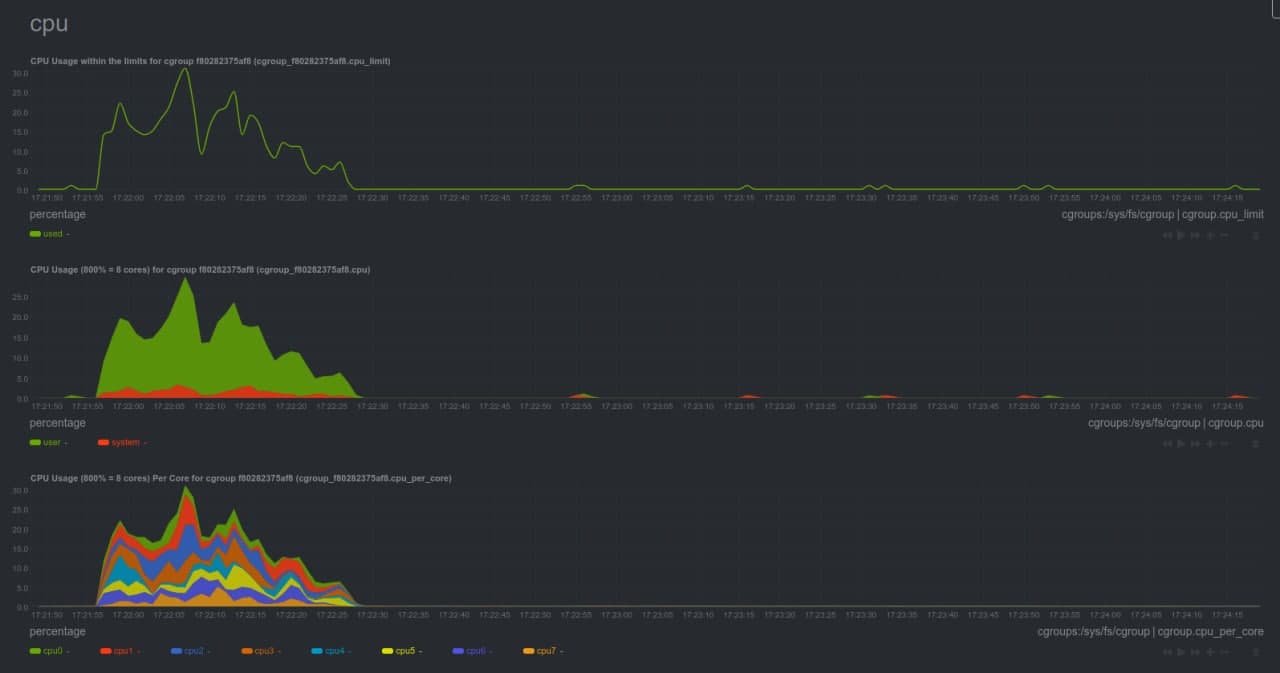 cpu
CPU Usage within the limits for cgroup f80282375af8 (cgroup_f80282375af8.cpu_limit)
30.0
25.0
20.0
15.0
10.0
5.0
0.0
17:21:50 17:21:55 17:22:00 17:22:05 17:22:10 17:22:15 17:22:20 17:22:25 17:22:30 17:22:35 17:22:40 17:22:45 17:22:50 17:22:55 17:23:00 17:23:05 17:23:10 17:23:15 17:23:20 17:23:25 17:23:30 17:23:35 17:23:40 17:23:45 17:23:50 17:23:55 17:24:00 17:24:05 17:24:10 17:24:15
percentage cgroups:/sys/fs/cgroup | cgroup.cpu_limit
used -
CPU Usage (800% = 8 cores) for cgroup f80282375af8 (cgroup_f80282375af8.cpu)
25.0
20.0
15.0
10.0
5.0
0.0
17:21:50 17:21:55 17:22:00 17:22:05 17:22:10 17:22:15 17:22:20 17:22:25 17:22:30 17:22:35 17:22:40 17:22:45 17:22:50 17:22:55 17:23:00 17:23:05 17:23:10 17:23:15 17:23:20 17:23:25 17:23:30 17:23:35 17:23:40 17:23:45 17:23:50 17:23:55 17:24:00 17:24:05 17:24:10 17:24:15
percentage cgroups:/sys/fs/cgroup | cgroup.cpu
user - system -
CPU Usage (800% = 8 cores) Per Core for cgroup f80282375af8 (cgroup_f80282375af8.cpu_per_core)
30.0
25.0
20.0
15.0
10.0
5.0
0.0
17:21:50 17:21:55 17:22:00 17:22:05 17:22:10 17:22:15 17:22:20 17:22:25 17:22:30 17:22:35 17:22:40 17:22:45 17:22:50 17:22:55 17:23:00 17:23:05 17:23:10 17:23:15 17:23:20 17:23:25 17:23:30 17:23:35 17:23:40 17:23:45 17:23:50 17:23:55 17:24:00 17:24:05 17:24:10 17:24:15
percentage cgroups:/sys/fs/cgroup | cgroup.cpu_per_core
cpu0 - cpu1 - cpu2 - cpu3 - cpu4 - cpu5 - cpu6 - cpu7 -